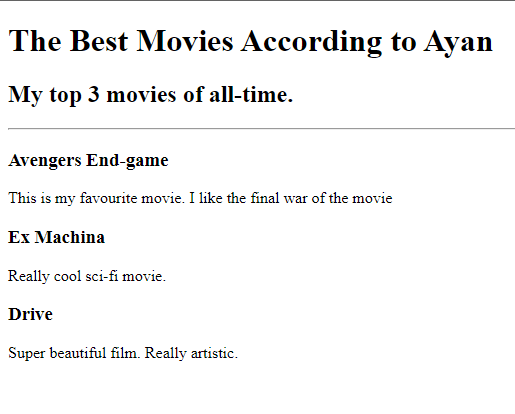 The Best Movies According to Ayan
My top 3 movies of all-time.
Avengers End-game
This is my favourite movie. I like the final war of the movie
Ex Machina
Really cool sci-fi movie.
Drive
Super beautiful film. Really artistic.